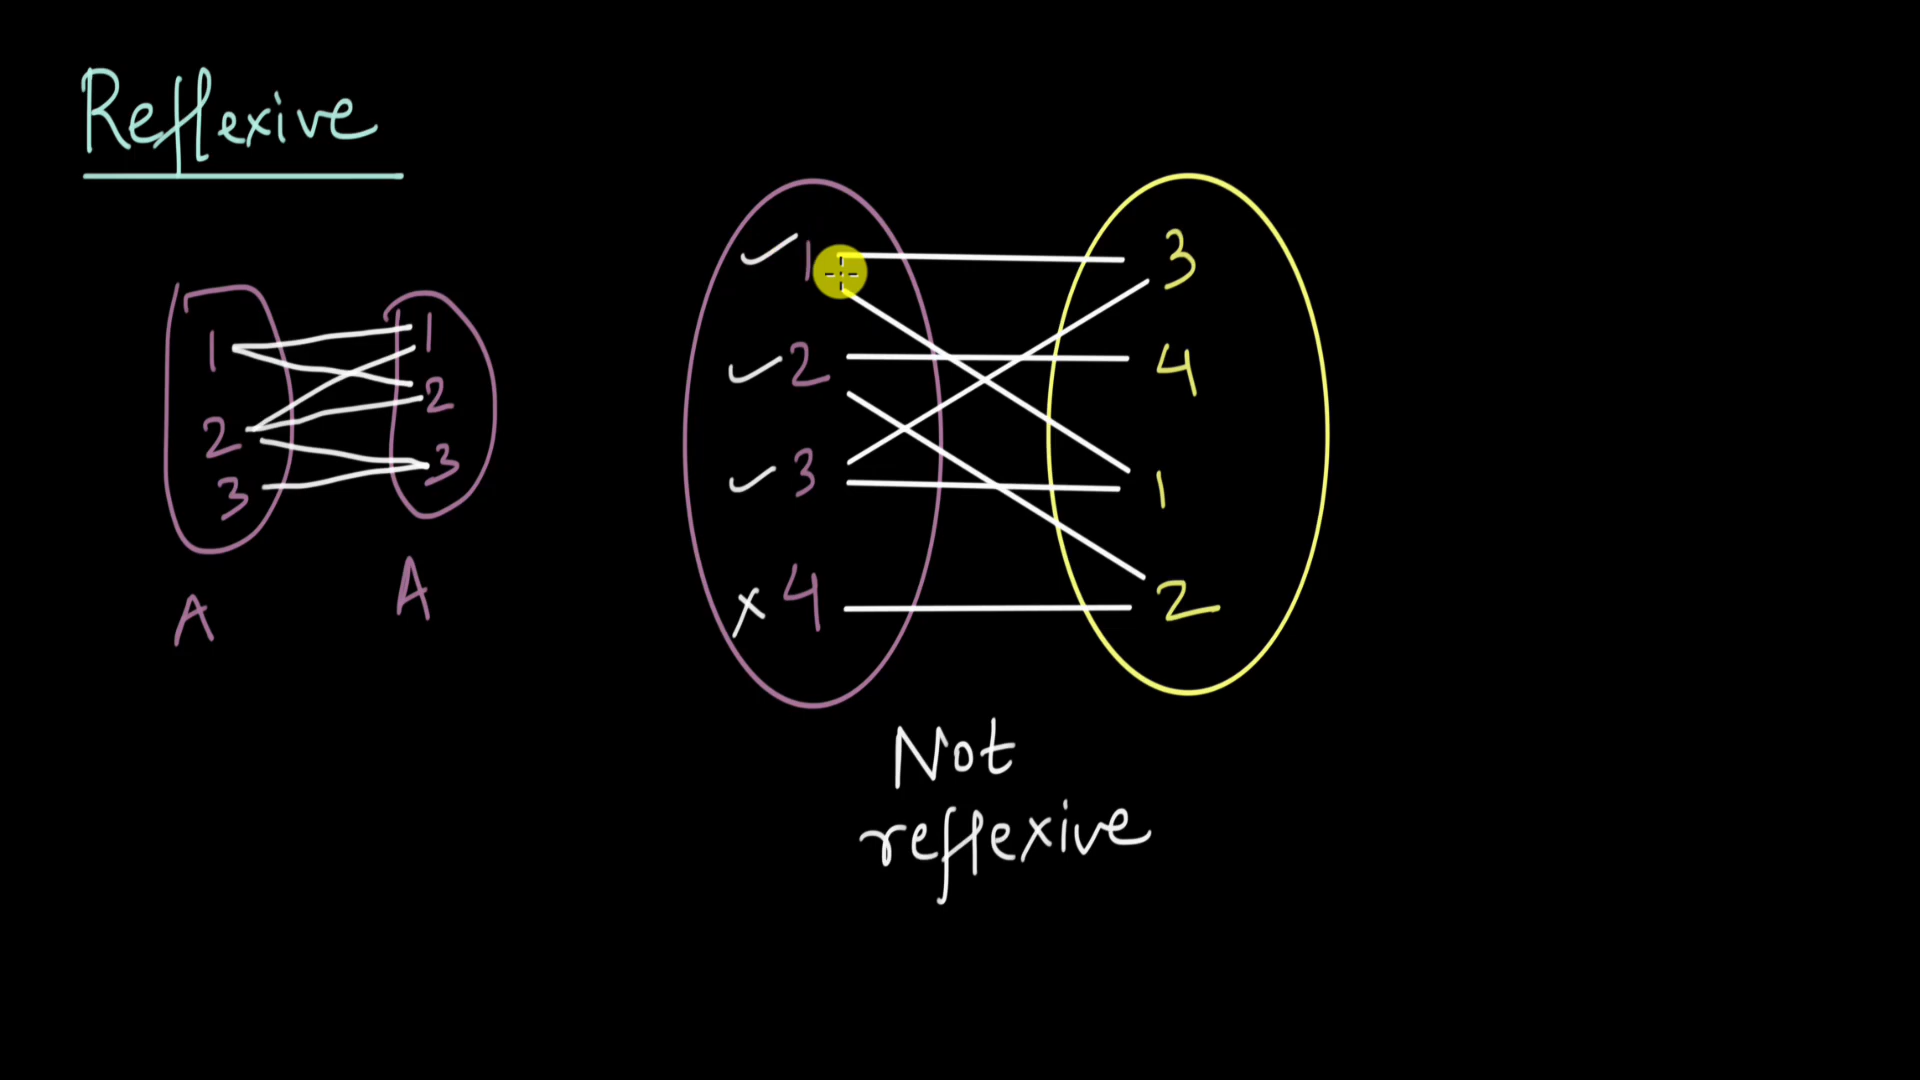 Reflexive
1 1
2 2
3 3
A A
✓ 1 3
✓ 2 4
✓ 3 1
× 4 2
Not
reflexive